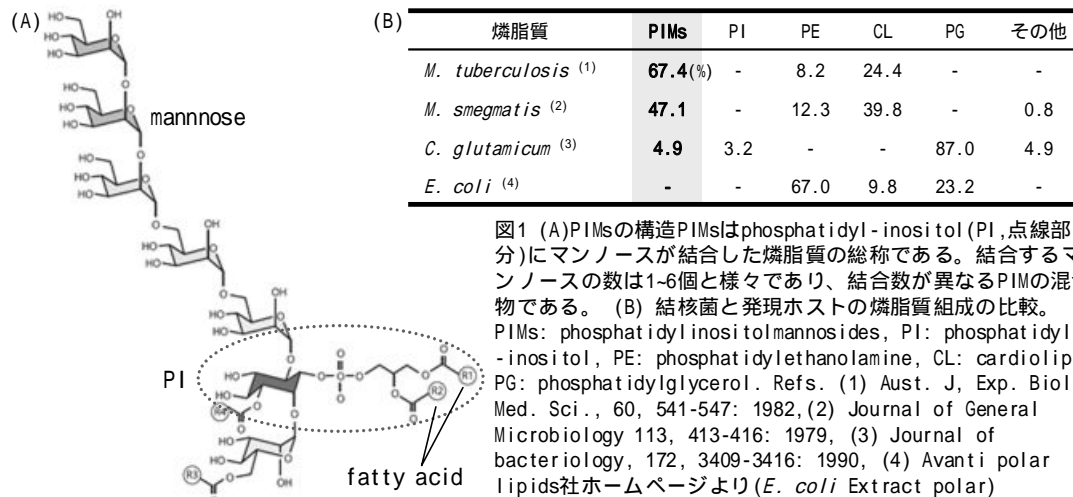 (A)
OH
HO
HO
HO
mannnose
PI
R1
R2
R3
R4
fatty acid
(B)
燐脂質 PIMs PI PE CL PG その他
M. tuberculosis (1) 67.4(%) - 8.2 24.4 - -
M. smegmatis (2) 47.1 - 12.3 39.8 - 0.8
C. glutamicum (3) 4.9 3.2 - - 87.0 4.9
E. coli (4) - - 67.0 9.8 23.2 -
図1 (A)PIMsの構造PIMsはphosphatidyl-inositol(PI,点線部
分)にマンノースが結合した燐脂質の総称である。結合するマ
ンノースの数は1~6個と様々であり、結合数が異なるPIMの混
物である。 (B) 結核菌と発現ホストの燐脂質組成の比較。
PIMs: phosphatidylinositolmannosides, PI: phosphatidyl
-inositol, PE: phosphatidylethanolamine, CL: cardiolip
PG: phosphatidylglycerol. Refs. (1) Aust. J, Exp. Biol
Med. Sci., 60, 541-547: 1982,(2) Journal of General
Microbiology 113, 413-416: 1979, (3) Journal of
bacteriology, 172, 3409-3416: 1990, (4) Avanti polar
lipids社ホームページより(E. coli Extract polar)